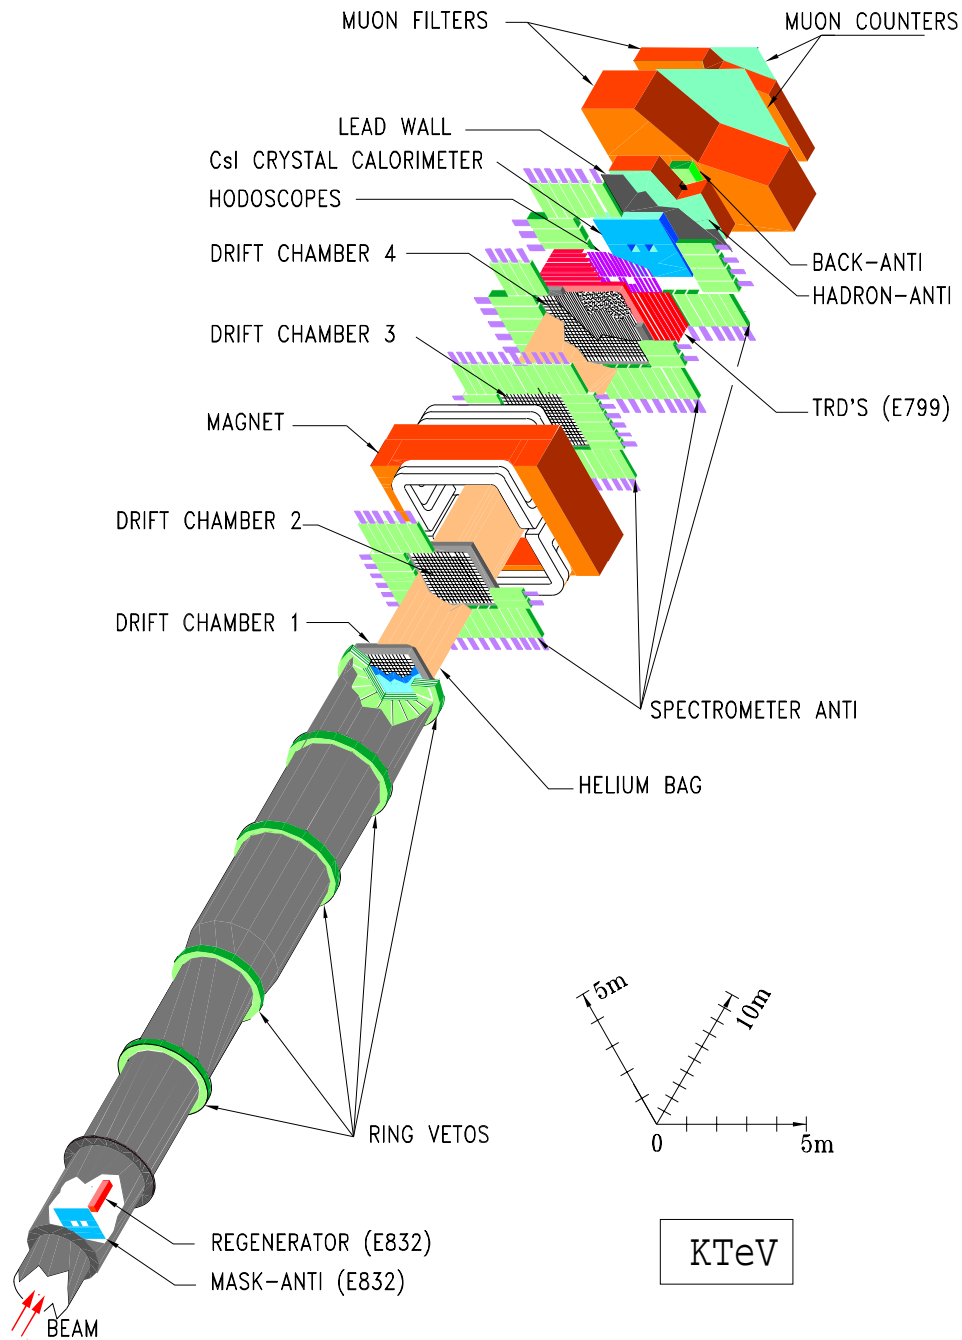 MUON FILTERS
MUON COUNTERS
LEAD WALL
CsI CRYSTAL CALORIMETER
HODOSCOPES
DRIFT CHAMBER 4
BACK-ANTI
HADRON-ANTI
DRIFT CHAMBER 3
TRD'S (E799)
MAGNET
DRIFT CHAMBER 2
DRIFT CHAMBER 1
SPECTROMETER ANTI
HELIUM BAG
5m
10m
0
5m
RING VETOS
REGENERATOR (E832)
MASK-ANTI (E832)
KTeV
BEAM